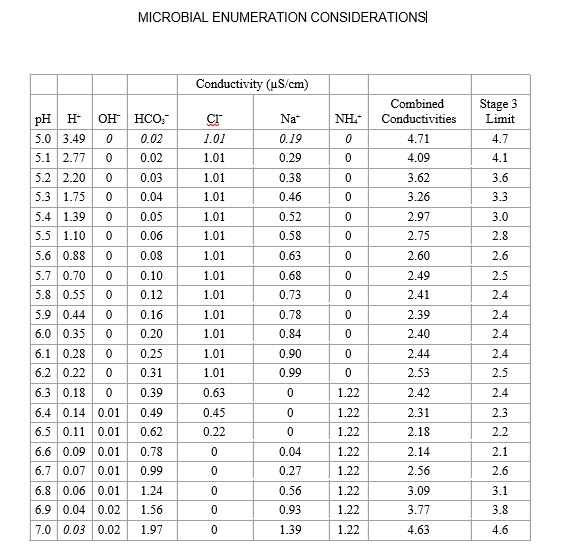 MICROBIAL ENUMERATION CONSIDERATIONS
Conductivity (µS/cm)
Combined Stage 3
pH H⁺ OH⁻ HCO₃⁻ Cl⁻ Na⁺ NH₄⁺ Conductivities Limit
5.0 3.49 0 0.02 1.01 0.19 0 4.71 4.7
5.1 2.77 0 0.02 1.01 0.29 0 4.09 4.1
5.2 2.20 0 0.03 1.01 0.38 0 3.62 3.6
5.3 1.75 0 0.04 1.01 0.46 0 3.26 3.3
5.4 1.39 0 0.05 1.01 0.52 0 2.97 3.0
5.5 1.10 0 0.06 1.01 0.58 0 2.75 2.8
5.6 0.88 0 0.08 1.01 0.63 0 2.60 2.6
5.7 0.70 0 0.10 1.01 0.68 0 2.49 2.5
5.8 0.55 0 0.12 1.01 0.73 0 2.41 2.4
5.9 0.44 0 0.16 1.01 0.78 0 2.39 2.4
6.0 0.35 0 0.20 1.01 0.84 0 2.40 2.4
6.1 0.28 0 0.25 1.01 0.90 0 2.44 2.4
6.2 0.22 0 0.31 1.01 0.99 0 2.53 2.5
6.3 0.18 0 0.39 0.63 0 1.22 2.42 2.4
6.4 0.14 0.01 0.49 0.45 0 1.22 2.31 2.3
6.5 0.11 0.01 0.62 0.22 0 1.22 2.18 2.2
6.6 0.09 0.01 0.78 0 0.04 1.22 2.14 2.1
6.7 0.07 0.01 0.99 0 0.27 1.22 2.56 2.6
6.8 0.06 0.01 1.24 0 0.56 1.22 3.09 3.1
6.9 0.04 0.02 1.56 0 0.93 1.22 3.77 3.8
7.0 0.03 0.02 1.97 0 1.39 1.22 4.63 4.6